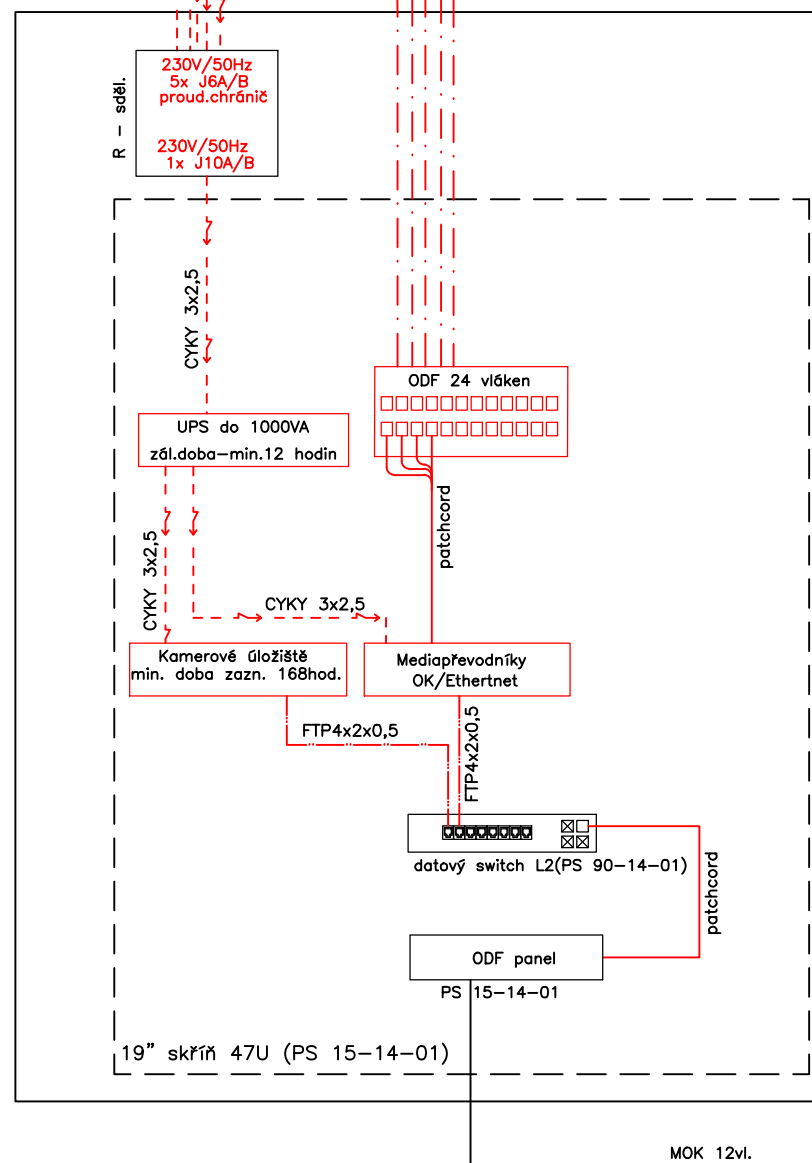 230V/50Hz
5x J6A/B
proud.chránič
230V/50Hz
1x J10A/B
R – sděl.
CYKY 3x2,5
ODF 24 vláken
UPS do 1000VA
zál.doba–min.12 hodin
patchcord
CYKY 3x2,5
CYKY 3x2,5
Kamerové úložiště
min. doba zazn. 168hod.
Mediapřevodníky
OK/Ethertnet
FTP4x2x0,5
FTP4x2x0,5
datový switch L2(PS 90–14–01)
patchcord
ODF panel
PS 15–14–01
19" skříň 47U (PS 15–14–01)
MOK 12vl.